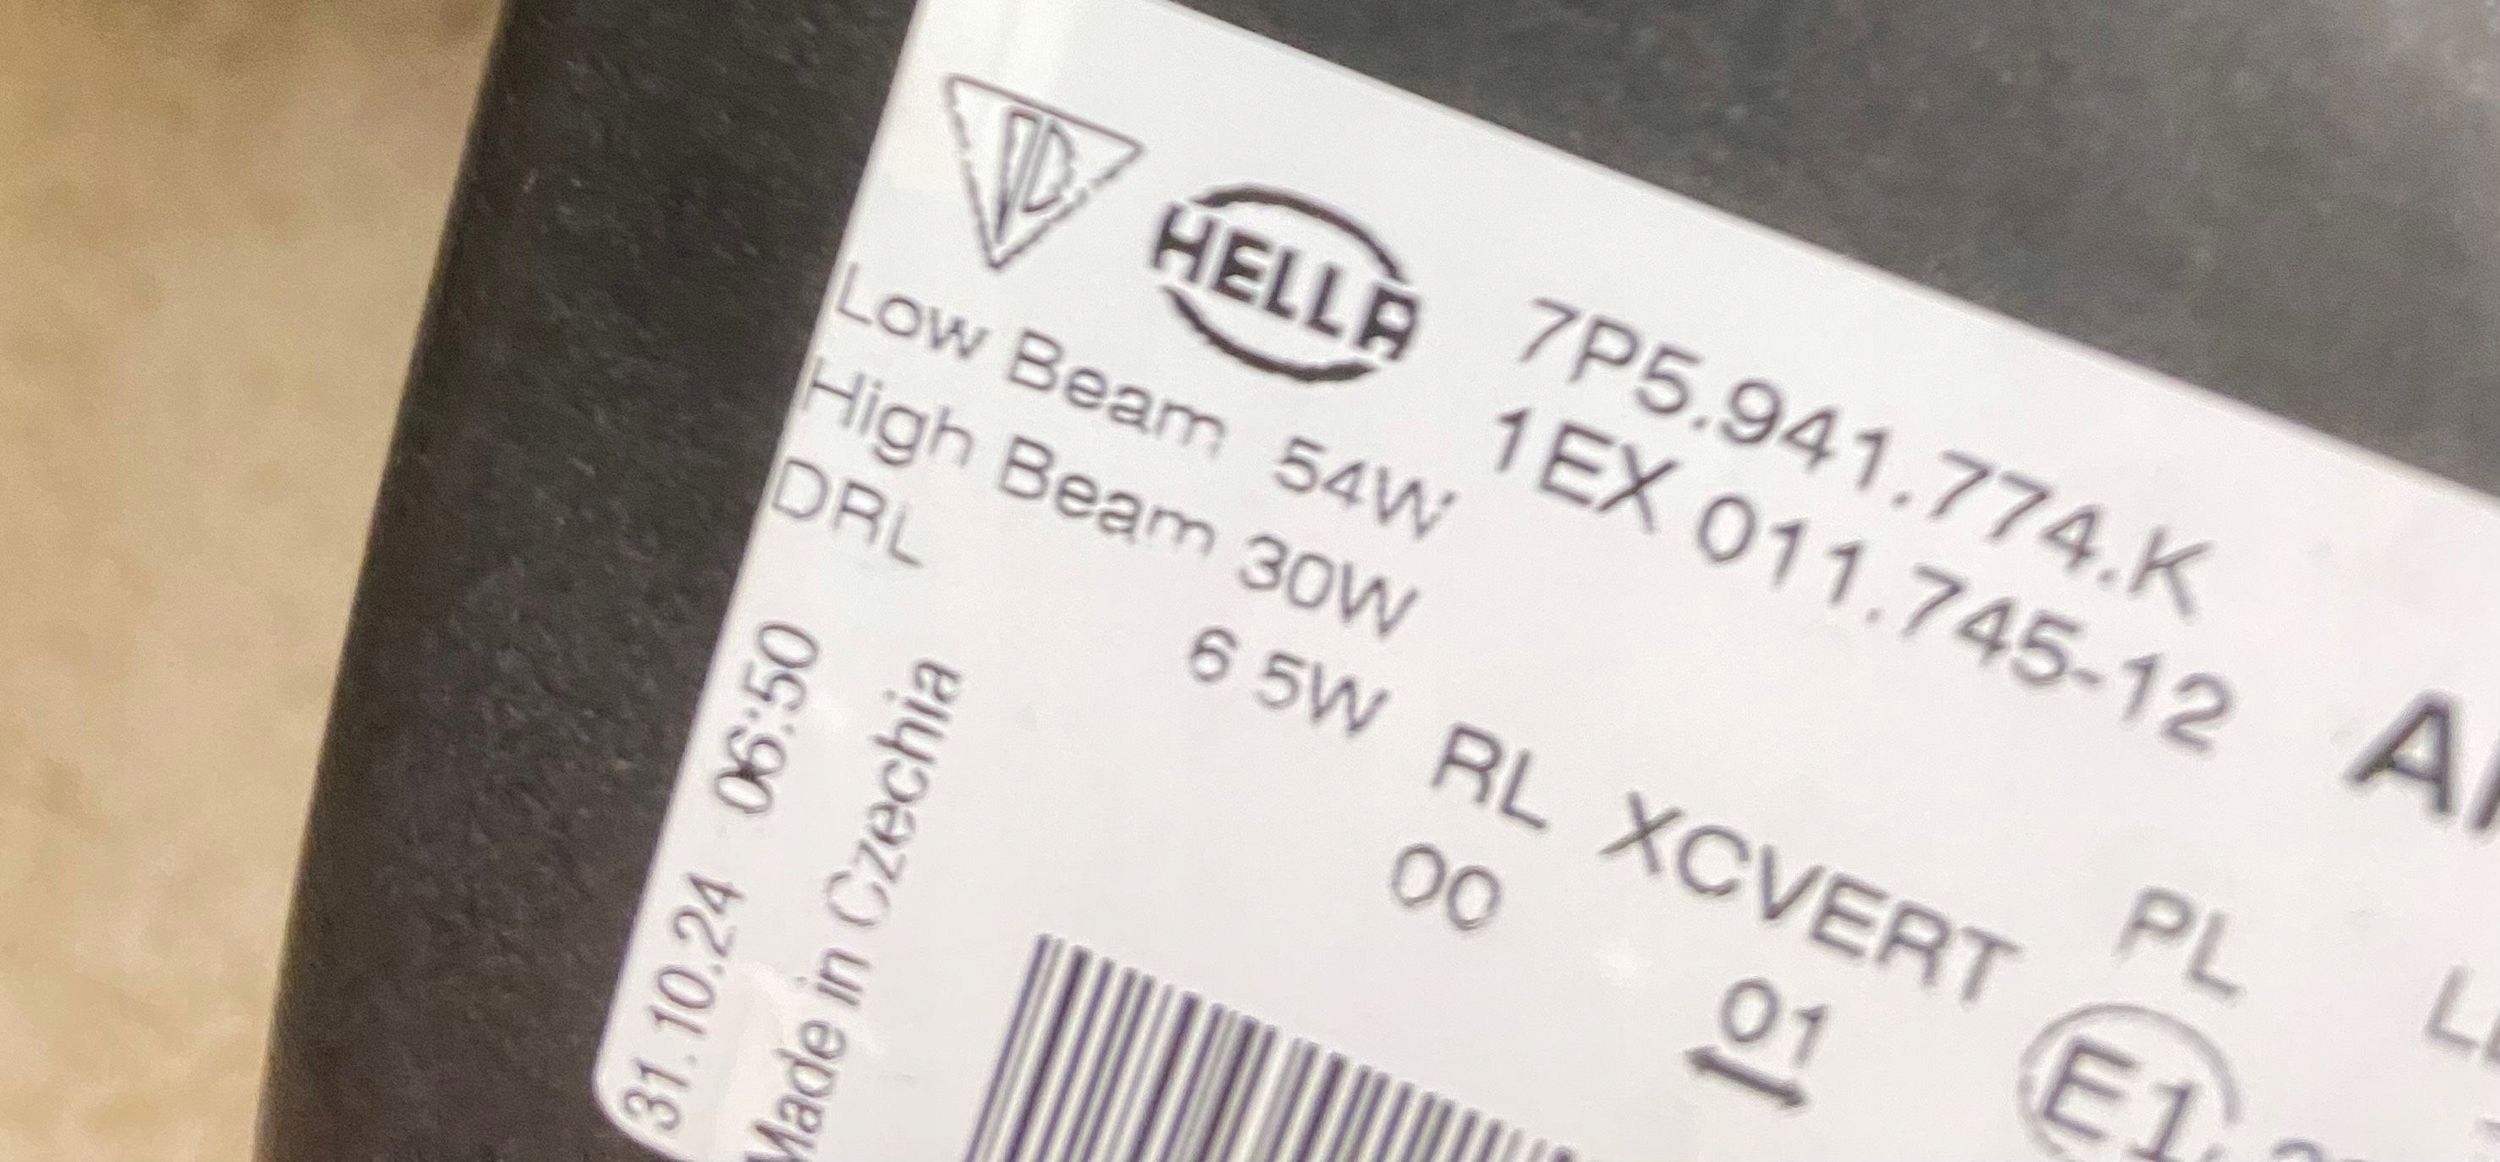 HELLA
7P5.941.774.K
1EX 011.745-12
Low Beam 54W
High Beam 30W
DRL 6 5W
RL XCVERT PL
00 01 E1
31.10.24 06:50
Made in Czechia